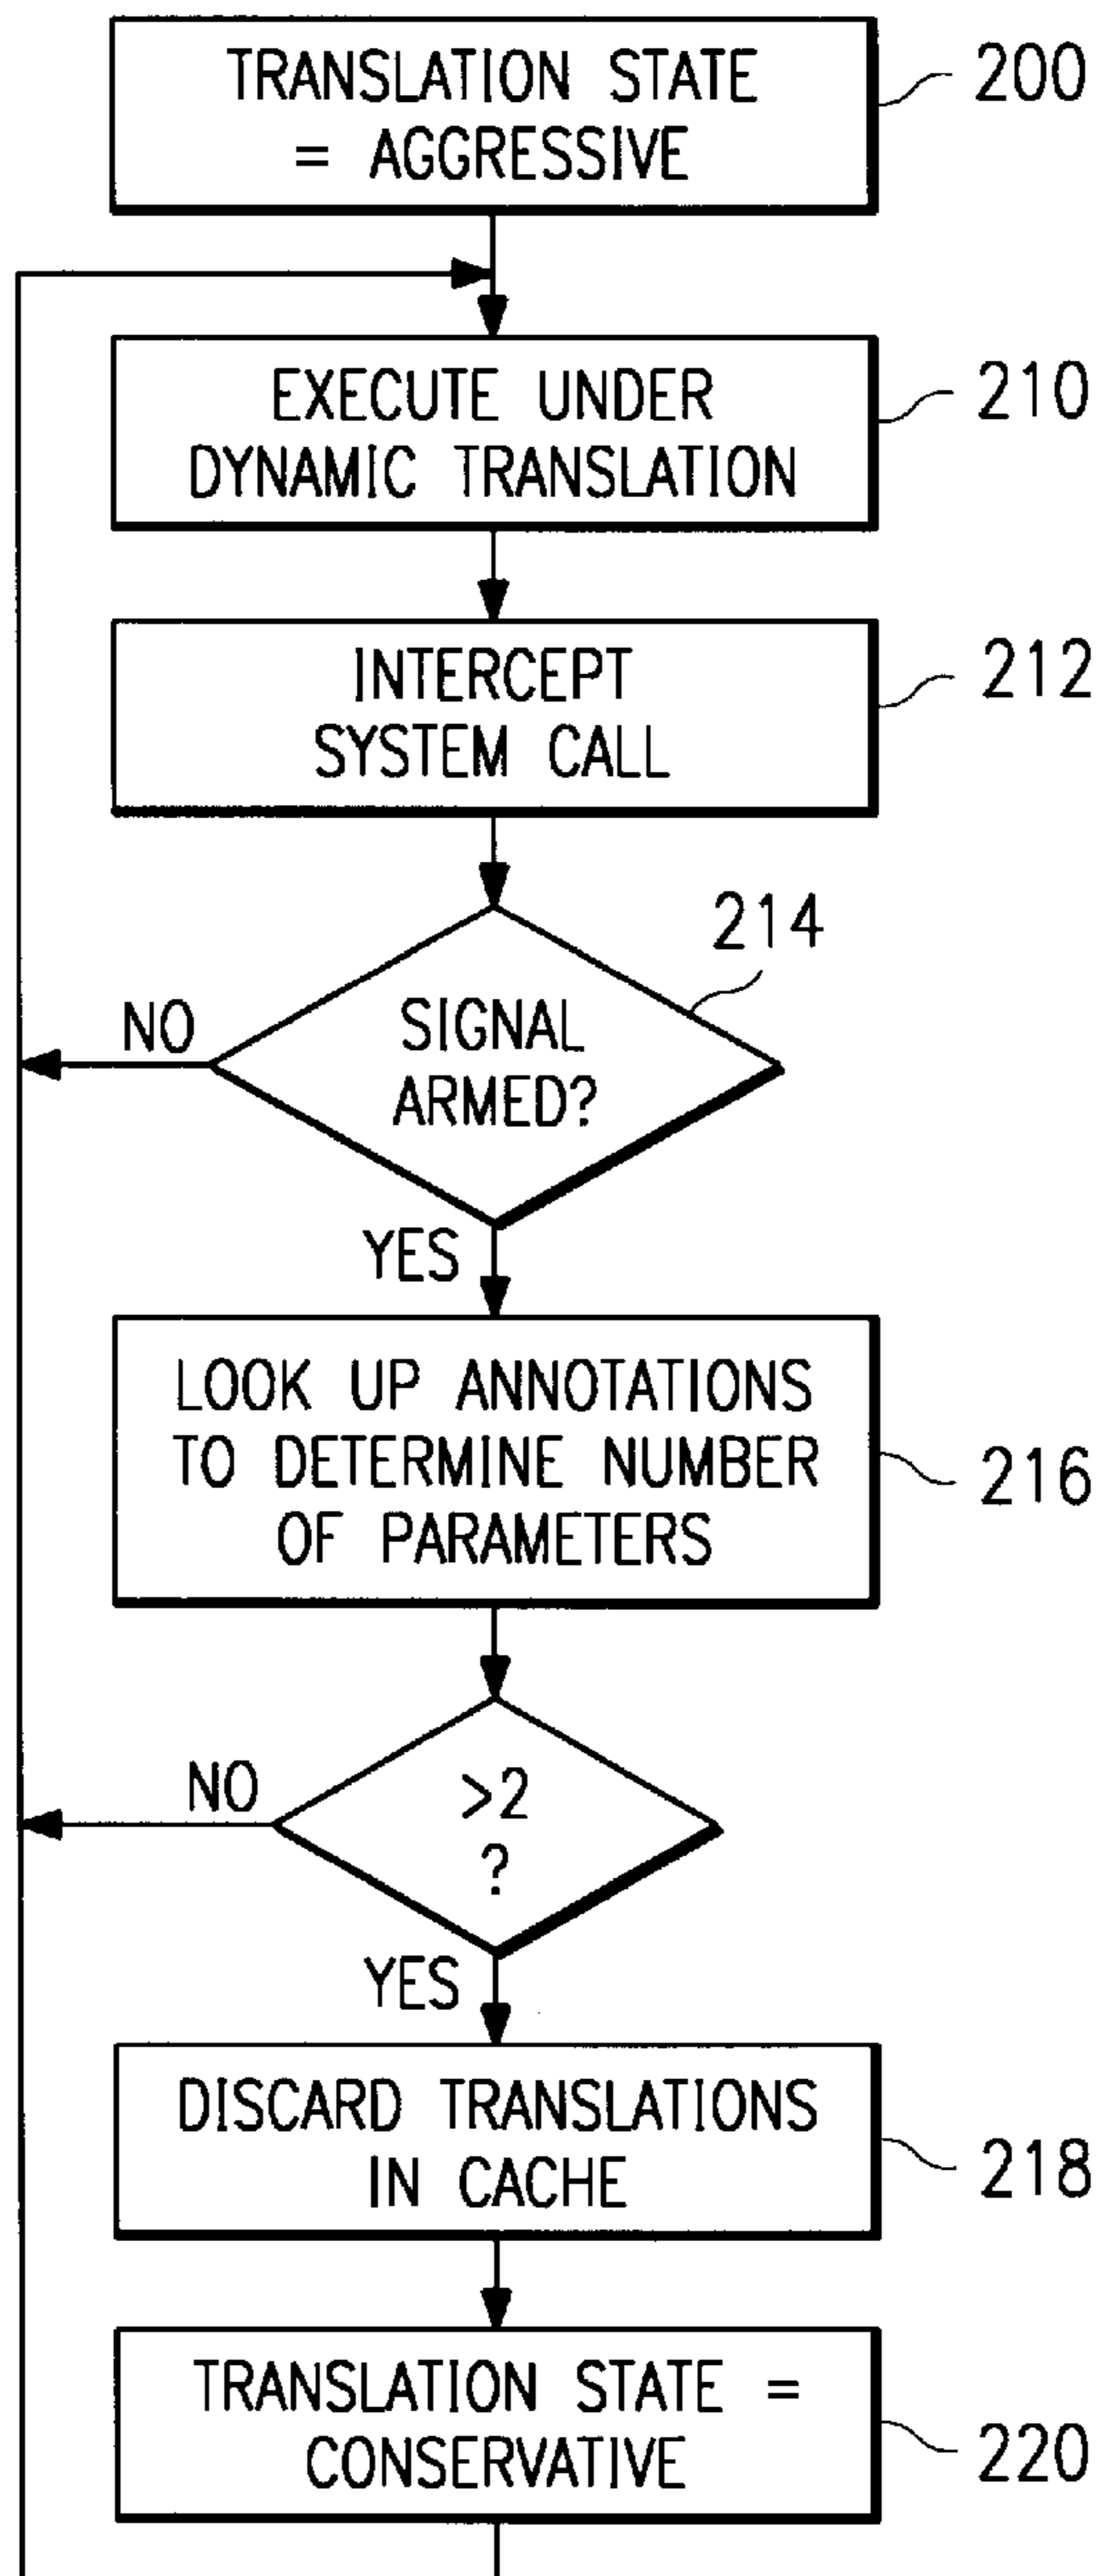 TRANSLATION STATE
= AGGRESSIVE
200
EXECUTE UNDER
DYNAMIC TRANSLATION
210
INTERCEPT
SYSTEM CALL
212
214
SIGNAL
ARMED?
NO
YES
LOOK UP ANNOTATIONS
TO DETERMINE NUMBER
OF PARAMETERS
216
>2
?
NO
YES
DISCARD TRANSLATIONS
IN CACHE
218
TRANSLATION STATE =
CONSERVATIVE
220